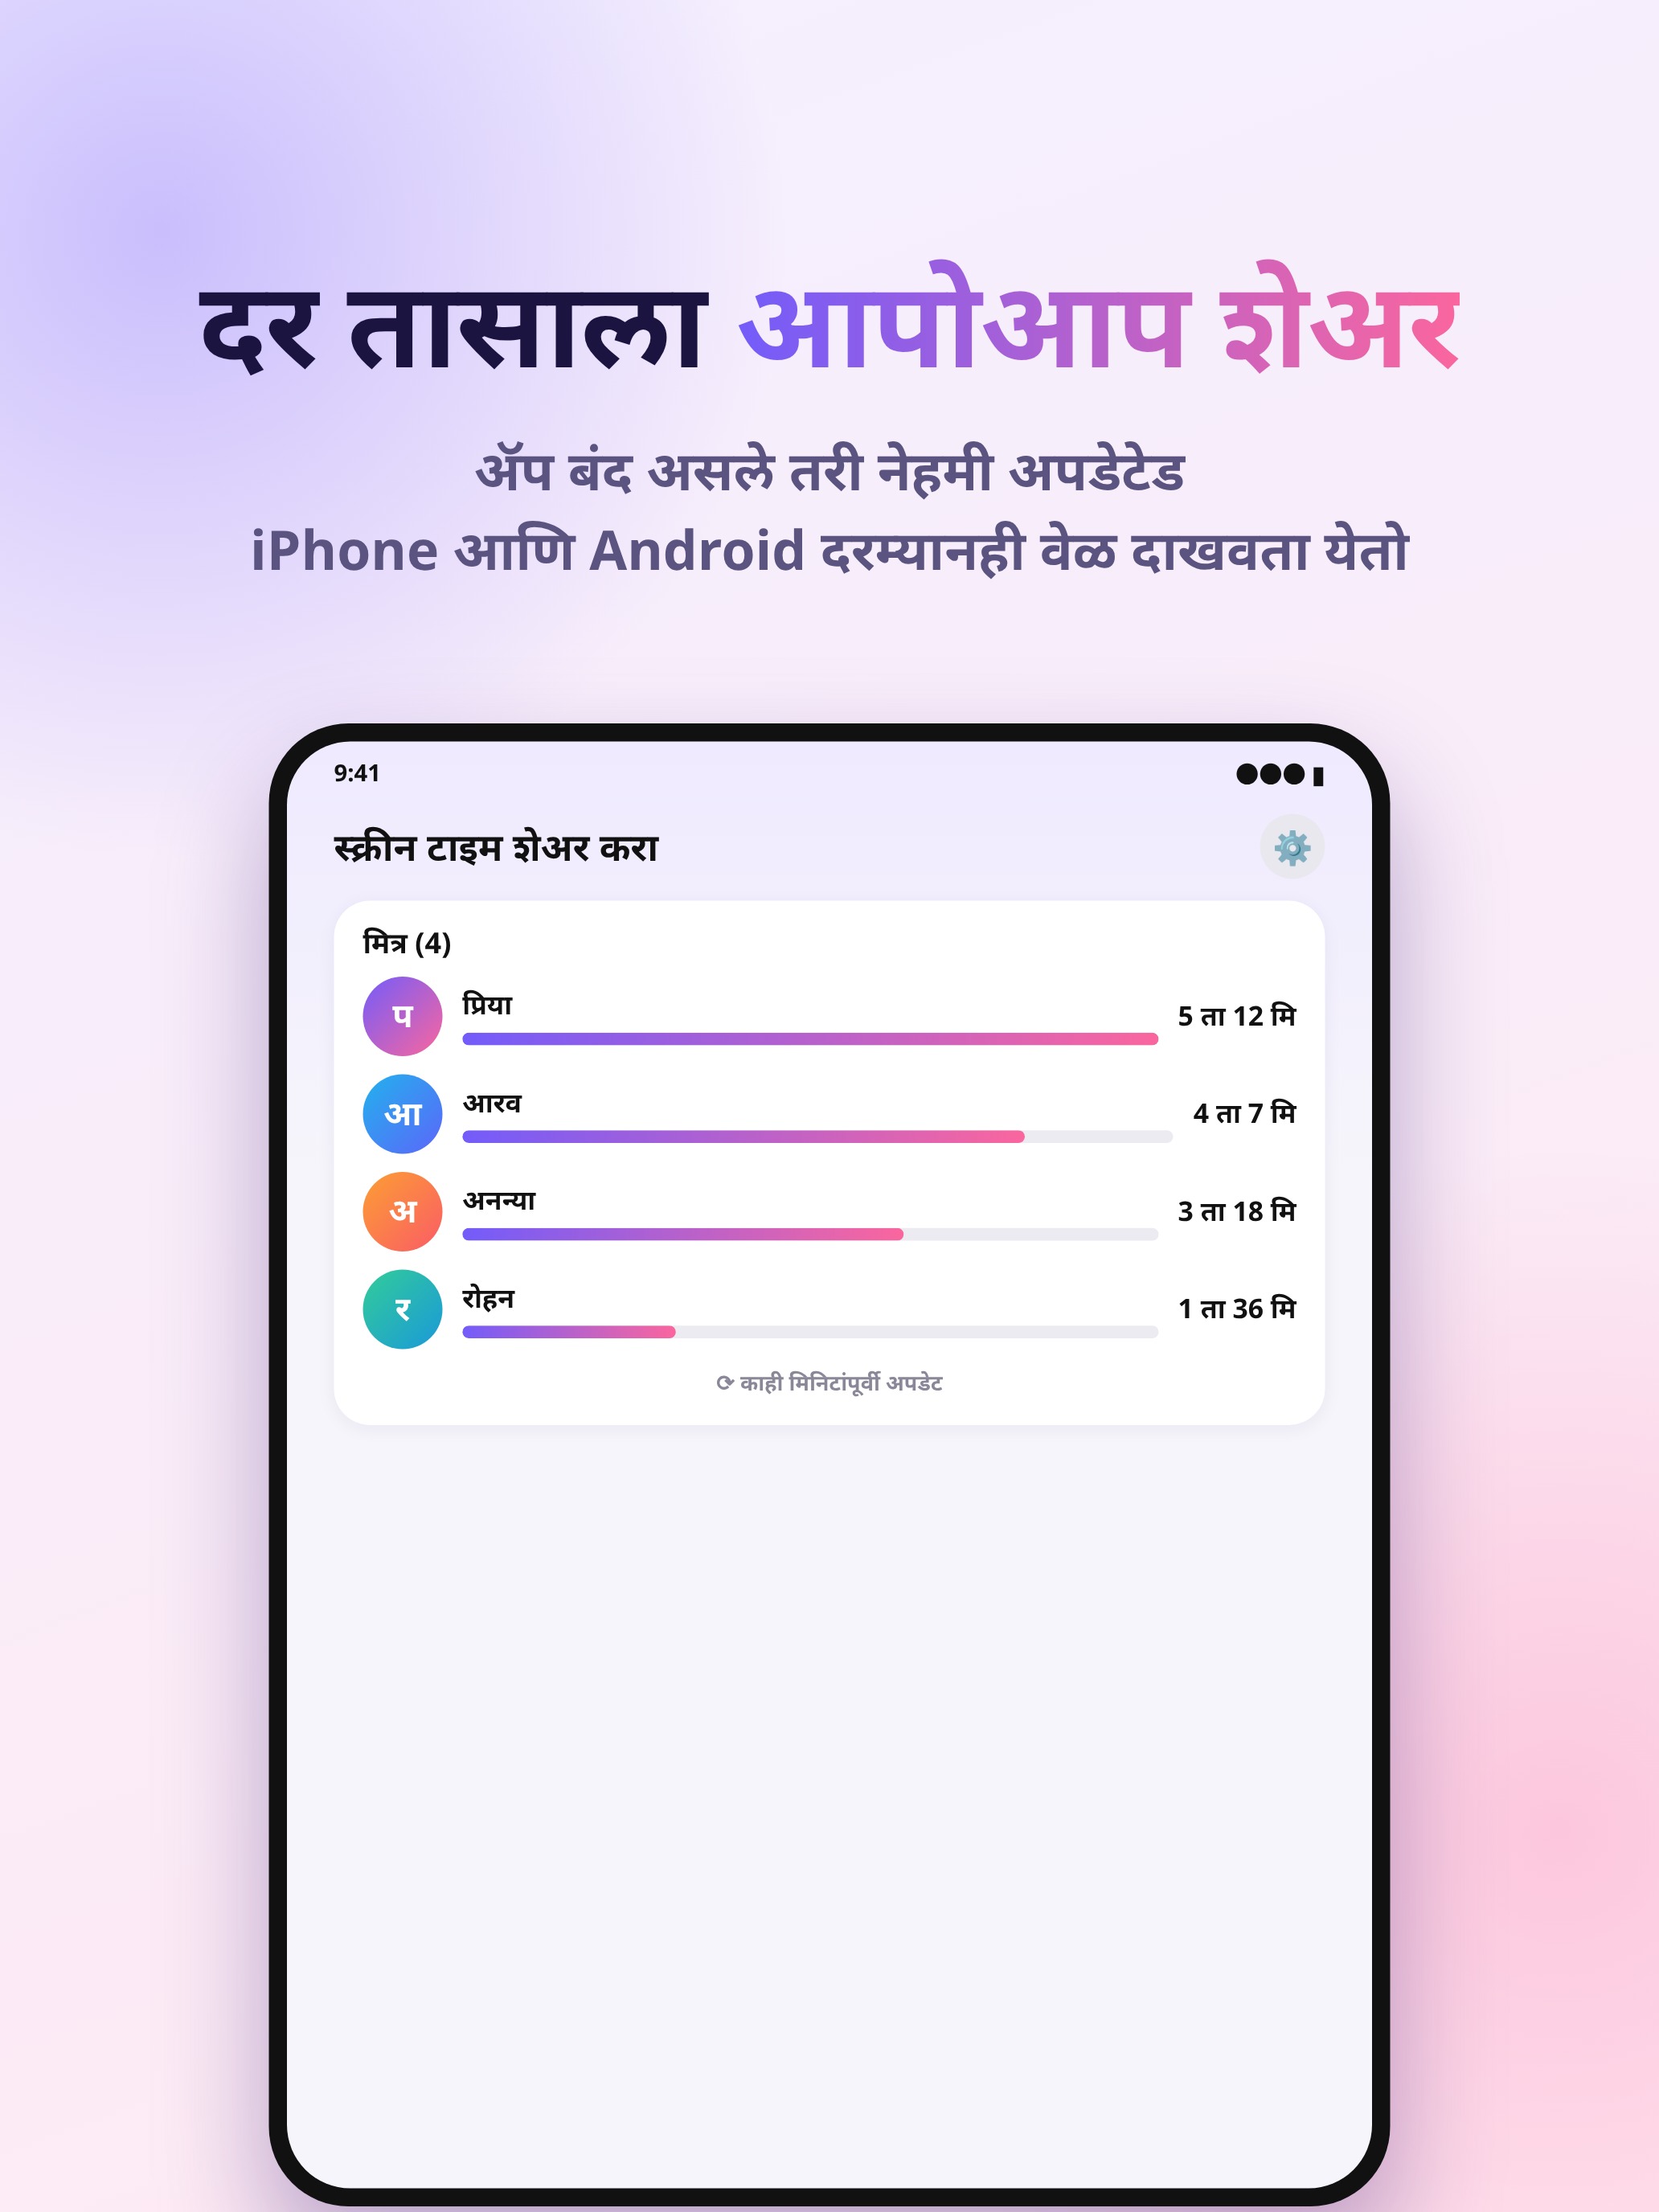 दर तासाला आपोआप शेअर
ॲप बंद असले तरी नेहमी अपडेटेड
iPhone आणि Android दरम्यानही वेळ दाखवता येतो
9:41
स्क्रीन टाइम शेअर करा
मित्र (4)
प
प्रिया
5 ता 12 मि
आ
आरव
4 ता 7 मि
अ
अनन्या
3 ता 18 मि
र
रोहन
1 ता 36 मि
⟳ काही मिनिटांपूर्वी अपडेट